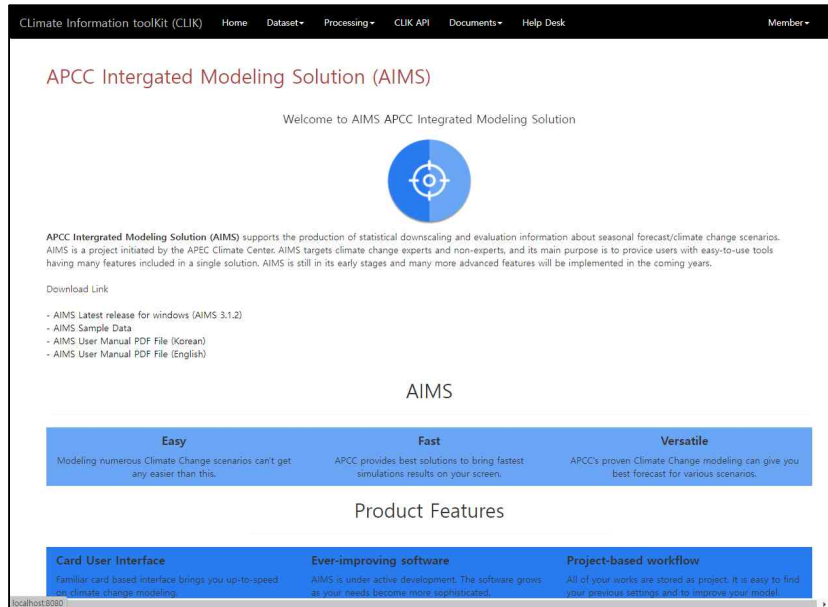 CLimate Information toolKit (CLIK) Home Dataset Processing CLIK API Documents Help Desk Member
APCC Intergated Modeling Solution (AIMS)
Welcome to AIMS APCC Integrated Modeling Solution
APCC Intergrated Modeling Solution (AIMS) supports the production of statistical downscaling and evaluation information about seasonal forecast/climate change scenarios.
AIMS is a project initiated by the APEC Climate Center. AIMS targets climate change experts and non-experts, and its main purpose is to provice users with easy-to-use tools
having many features included in a single solution. AIMS is still in its early stages and many more advanced features will be implemented in the coming years.
Download Link
- AIMS Latest release for windows (AIMS 3.1.2)
- AIMS Sample Data
- AIMS User Manual PDF File (Korean)
- AIMS User Manual PDF File (English)
AIMS
Easy
Modeling numerous Climate Change scenarios can't get
any easier than this.
Fast
APCC provides best solutions to bring fastest
simulations results on your screen.
Versatile
APCC's proven Climate Change modeling can give you
best forecast for various scenarios.
Product Features
Card User Interface
Familiar card based interface brings you up-to-speed
on climate change modeling.
Ever-improving software
AIMS is under active development. The software grows
as your needs become more sophisticated.
Project-based workflow
All of your works are stored as project. It is easy to find
your previous settings and to improve your model.
localhost:8080